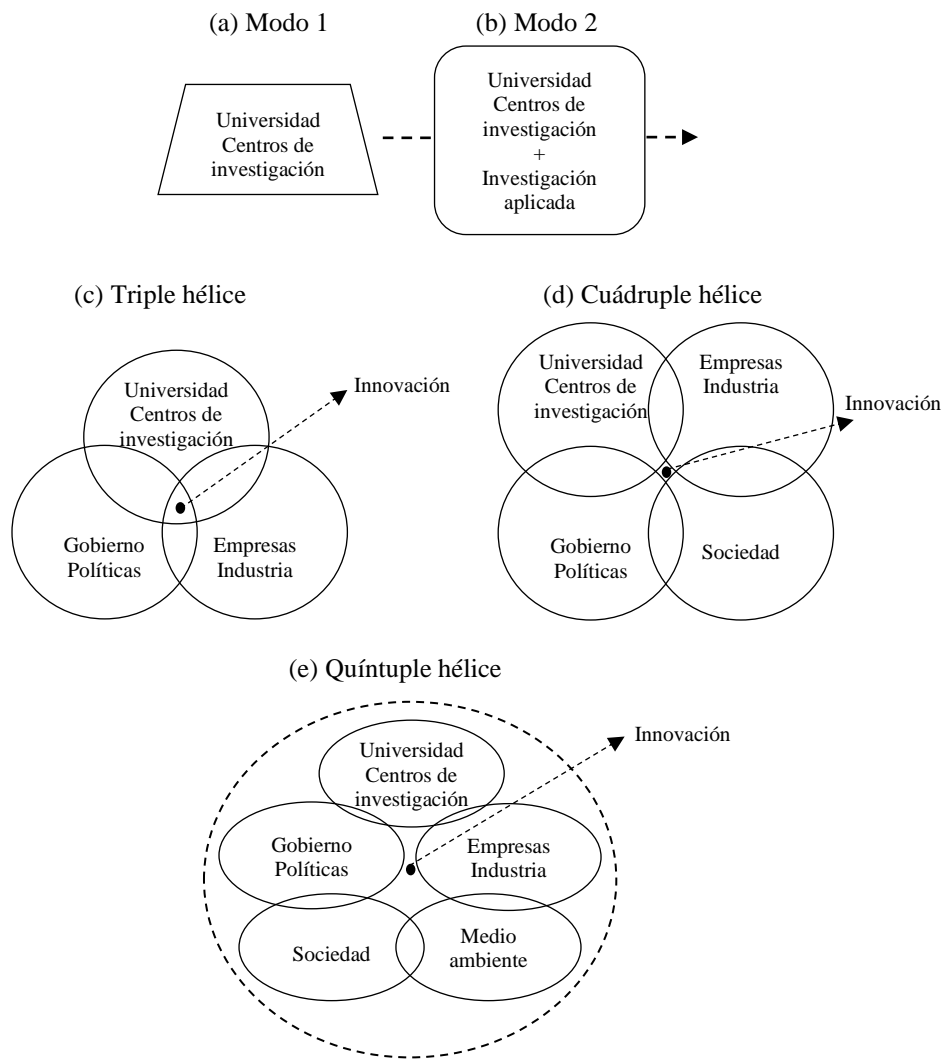 (a) Modo 1
(b) Modo 2
Universidad
Centros de
investigación
Universidad
Centros de
investigación
+
Investigación
aplicada
(c) Triple hélice
Universidad
Centros de
investigación
Innovación
Gobierno
Políticas
Empresas
Industria
(d) Cuádruple hélice
Universidad
Centros de
investigación
Empresas
Industria
Innovación
Gobierno
Políticas
Sociedad
(e) Quíntuple hélice
Universidad
Centros de
investigación
Innovación
Gobierno
Políticas
Empresas
Industria
Sociedad
Medio
ambiente